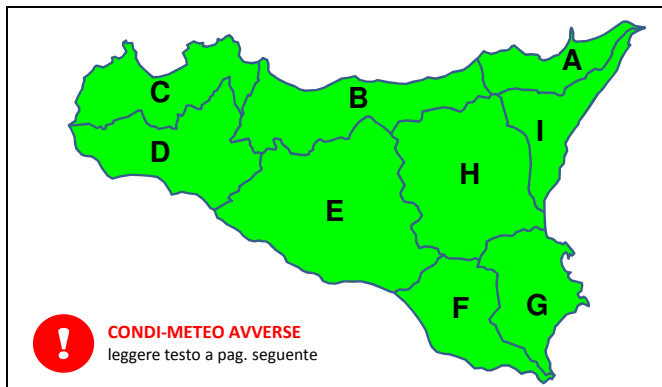 A
C
B
I
D
H
E
F
G
!
CONDI-METEO AVVERSE
leggere testo a pag. seguente